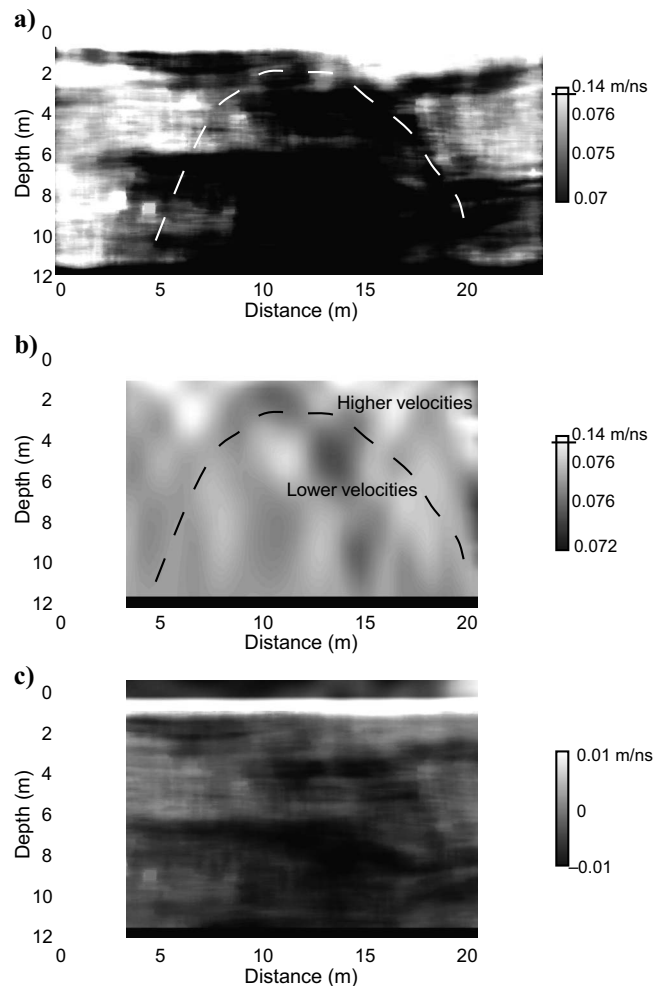 a)
0
2
4
6
8
10
12
Depth (m)
0 5 10 15 20
Distance (m)
0.14 m/ns
0.076
0.075
0.07
b)
0
2
4
6
8
10
12
Depth (m)
Higher velocities
Lower velocities
0 5 10 15 20
Distance (m)
0.14 m/ns
0.076
0.076
0.072
c)
0
2
4
6
8
10
12
Depth (m)
0 5 10 15 20
Distance (m)
0.01 m/ns
0
–0.01